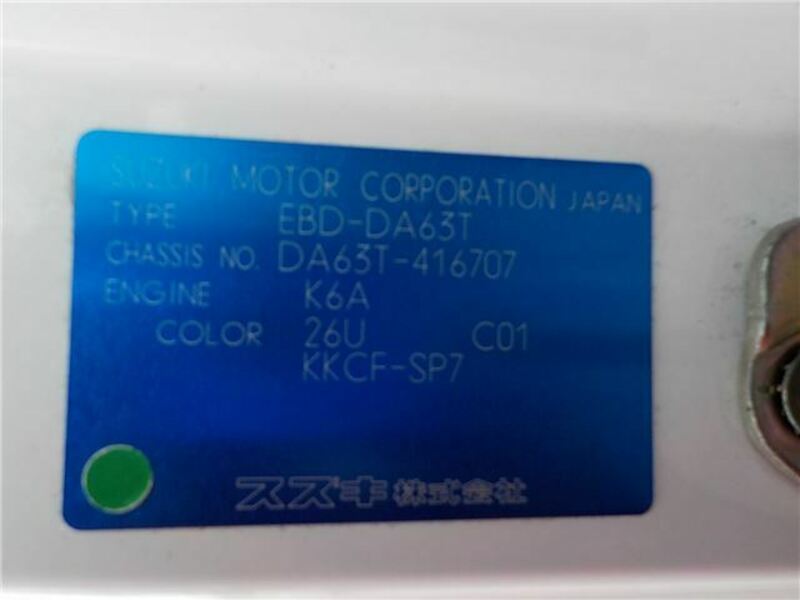 SUZUKI MOTOR CORPORATION JAPAN
TYPE EBD-DA63T
CHASSIS NO. DA63T-416707
ENGINE K6A
COLOR 26U C01
KKCF-SP7
スズキ株式会社